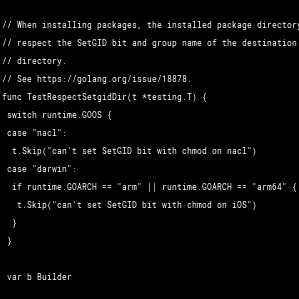 // When installing packages, the installed package directory
// respect the SetGID bit and group name of the destination
// directory.
// See https://golang.org/issue/18878.
func TestRespectSetgidDir(t *testing.T) {
switch runtime.GOOS {
case "nacl":
t.Skip("can't set SetGID bit with chmod on nacl")
case "darwin":
if runtime.GOARCH == "arm" || runtime.GOARCH == "arm64" {
t.Skip("can't set SetGID bit with chmod on iOS")
}
}
var b Builder